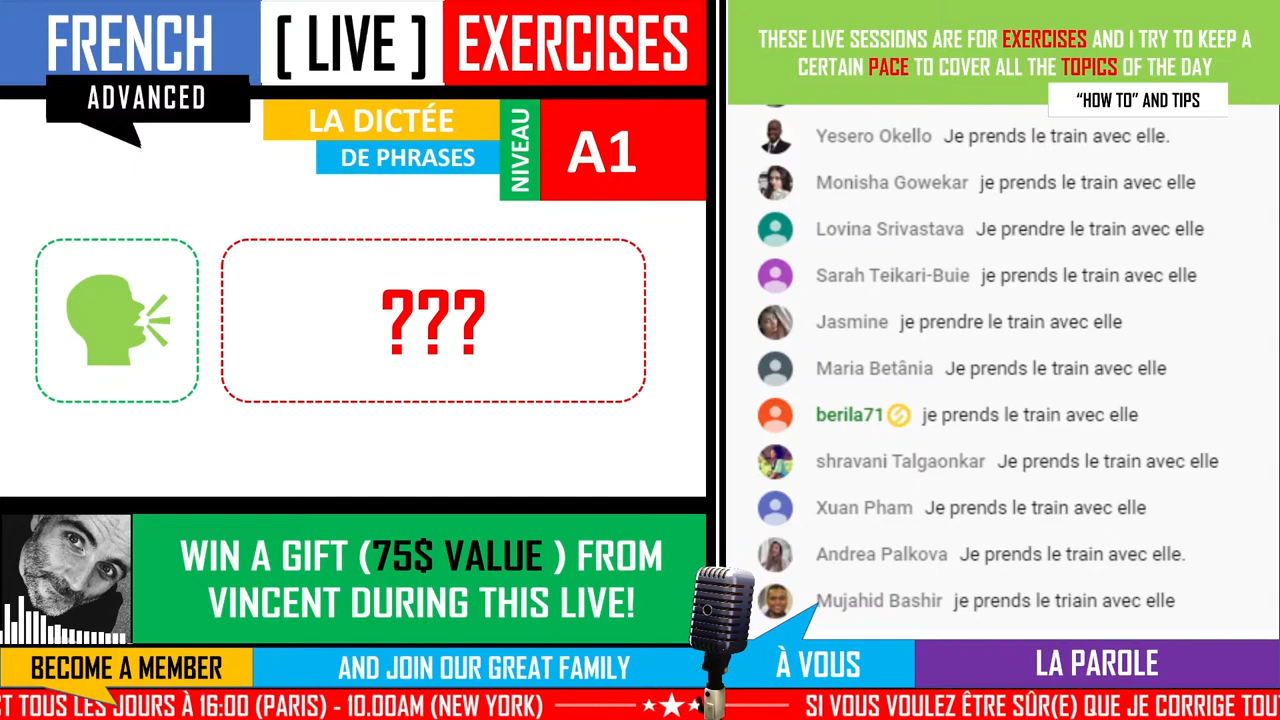 FRENCH
[ LIVE ]
EXERCISES
ADVANCED
LA DICTÉE
DE PHRASES
NIVEAU
A1
???
WIN A GIFT (75$ VALUE ) FROM
VINCENT DURING THIS LIVE!
BECOME A MEMBER
AND JOIN OUR GREAT FAMILY
THESE LIVE SESSIONS ARE FOR EXERCISES AND I TRY TO KEEP A
CERTAIN PACE TO COVER ALL THE TOPICS OF THE DAY
“HOW TO” AND TIPS
Yesero Okello Je prends le train avec elle.
Monisha Gowekar je prends le train avec elle
Lovina Srivastava Je prendre le train avec elle
Sarah Teikari-Buie je prends le train avec elle
Jasmine je prendre le train avec elle
Maria Betânia Je prends le train avec elle
berila71 je prends le train avec elle
shravani Talgaonkar Je prends le train avec elle
Xuan Pham Je prends le train avec elle
Andrea Palkova Je prends le train avec elle.
Mujahid Bashir je prends le triain avec elle
À VOUS
LA PAROLE
CT TOUS LES JOURS À 16:00 (PARIS) - 10.00AM (NEW YORK)
SI VOUS VOULEZ ÊTRE SÛR(E) QUE JE CORRIGE TOU